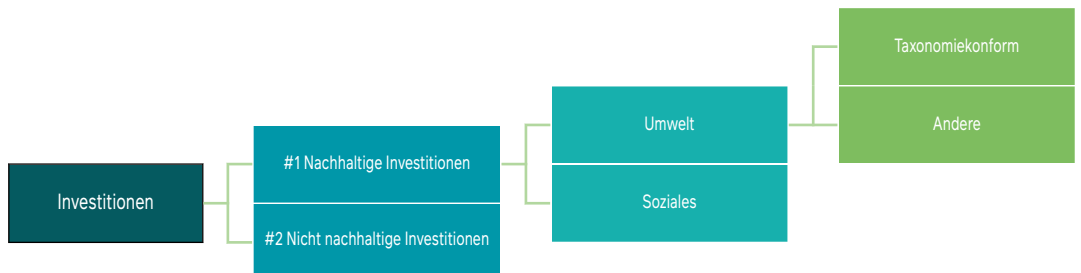 Investitionen
#1 Nachhaltige Investitionen
#2 Nicht nachhaltige Investitionen
Umwelt
Soziales
Taxonomiekonform
Andere